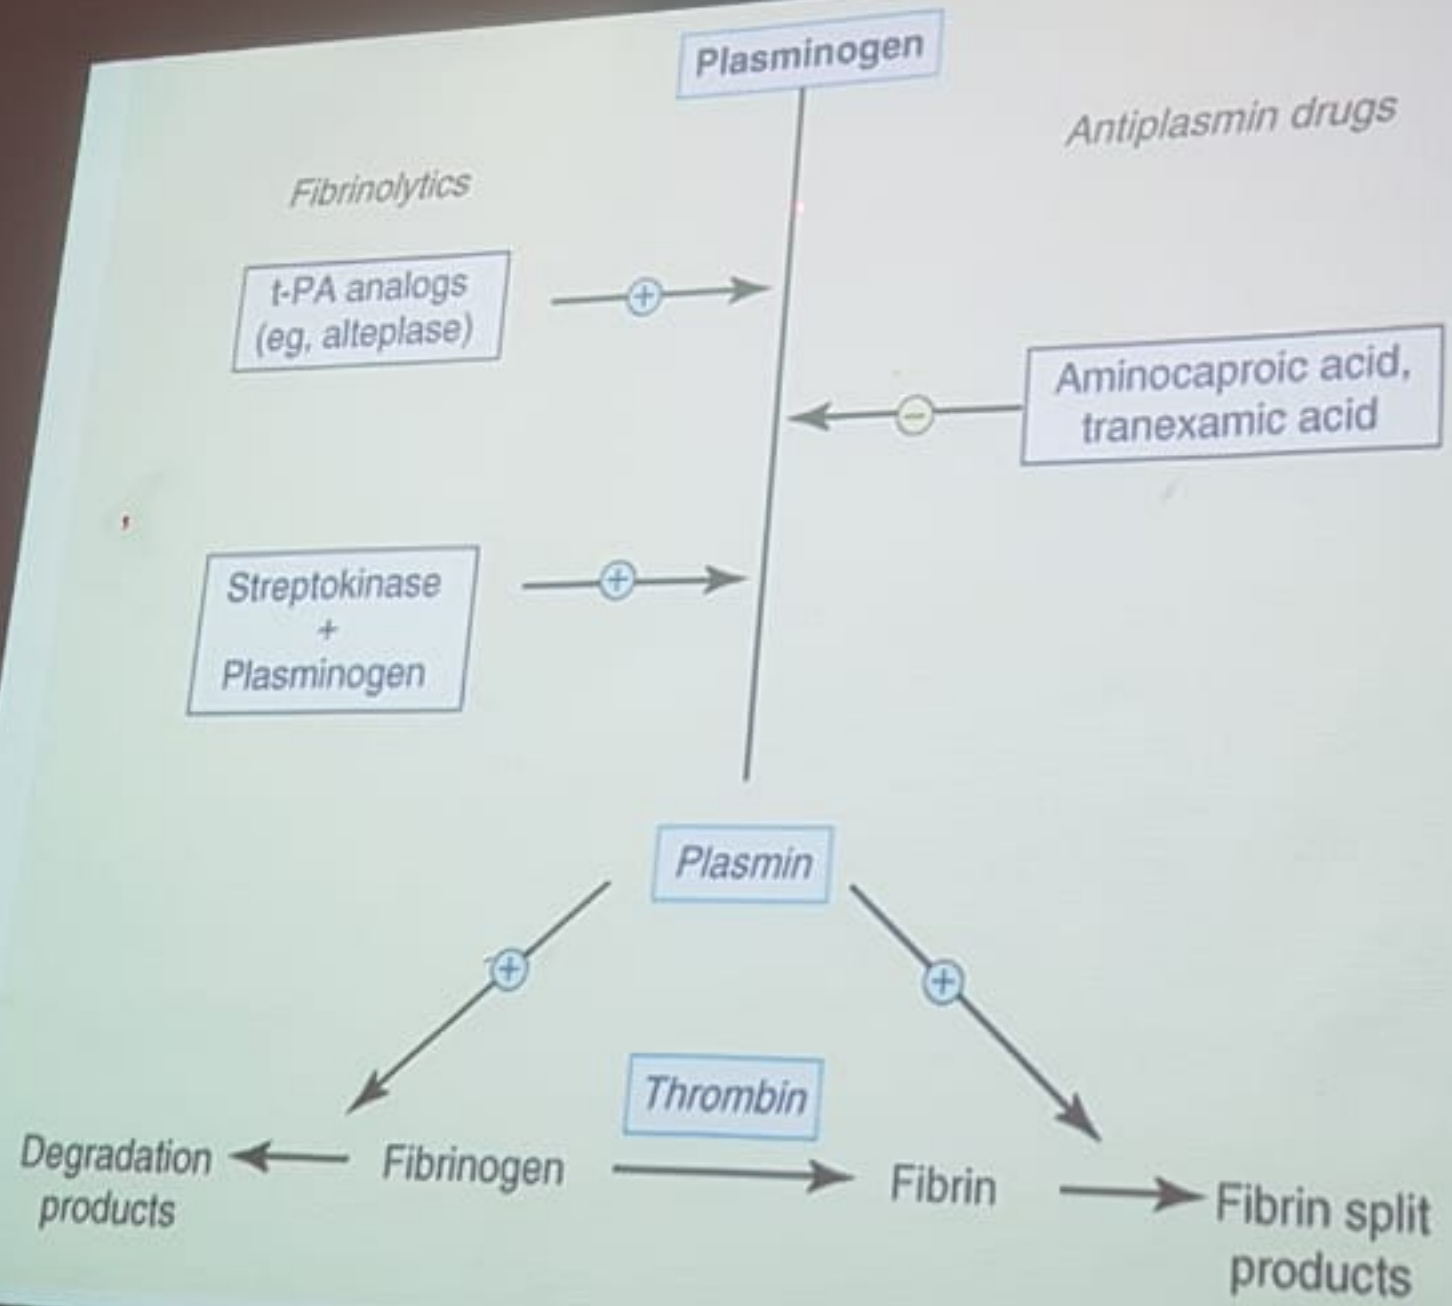 Plasminogen
Antiplasmin drugs
Fibrinolytics
t-PA analogs
(eg, alteplase)
+
Aminocaproic acid,
tranexamic acid
−
Streptokinase
+
Plasminogen
+
Plasmin
+
+
Thrombin
Degradation
products
Fibrinogen
Fibrin
Fibrin split
products